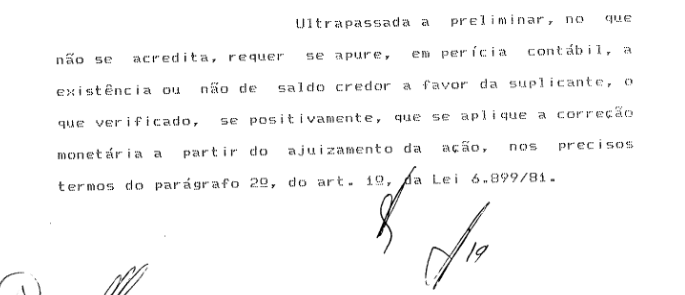 Ultrapassada a preliminar, no que
não se acredita, requer se apure, em perícia contábil, a
existência ou não de saldo credor a favor da suplicante, o
que verificado, se positivamente, que se aplique a correção
monetária a partir do ajuizamento da ação, nos precisos
termos do parágrafo 2º, do art. 1º, da Lei 6.899/81.
19